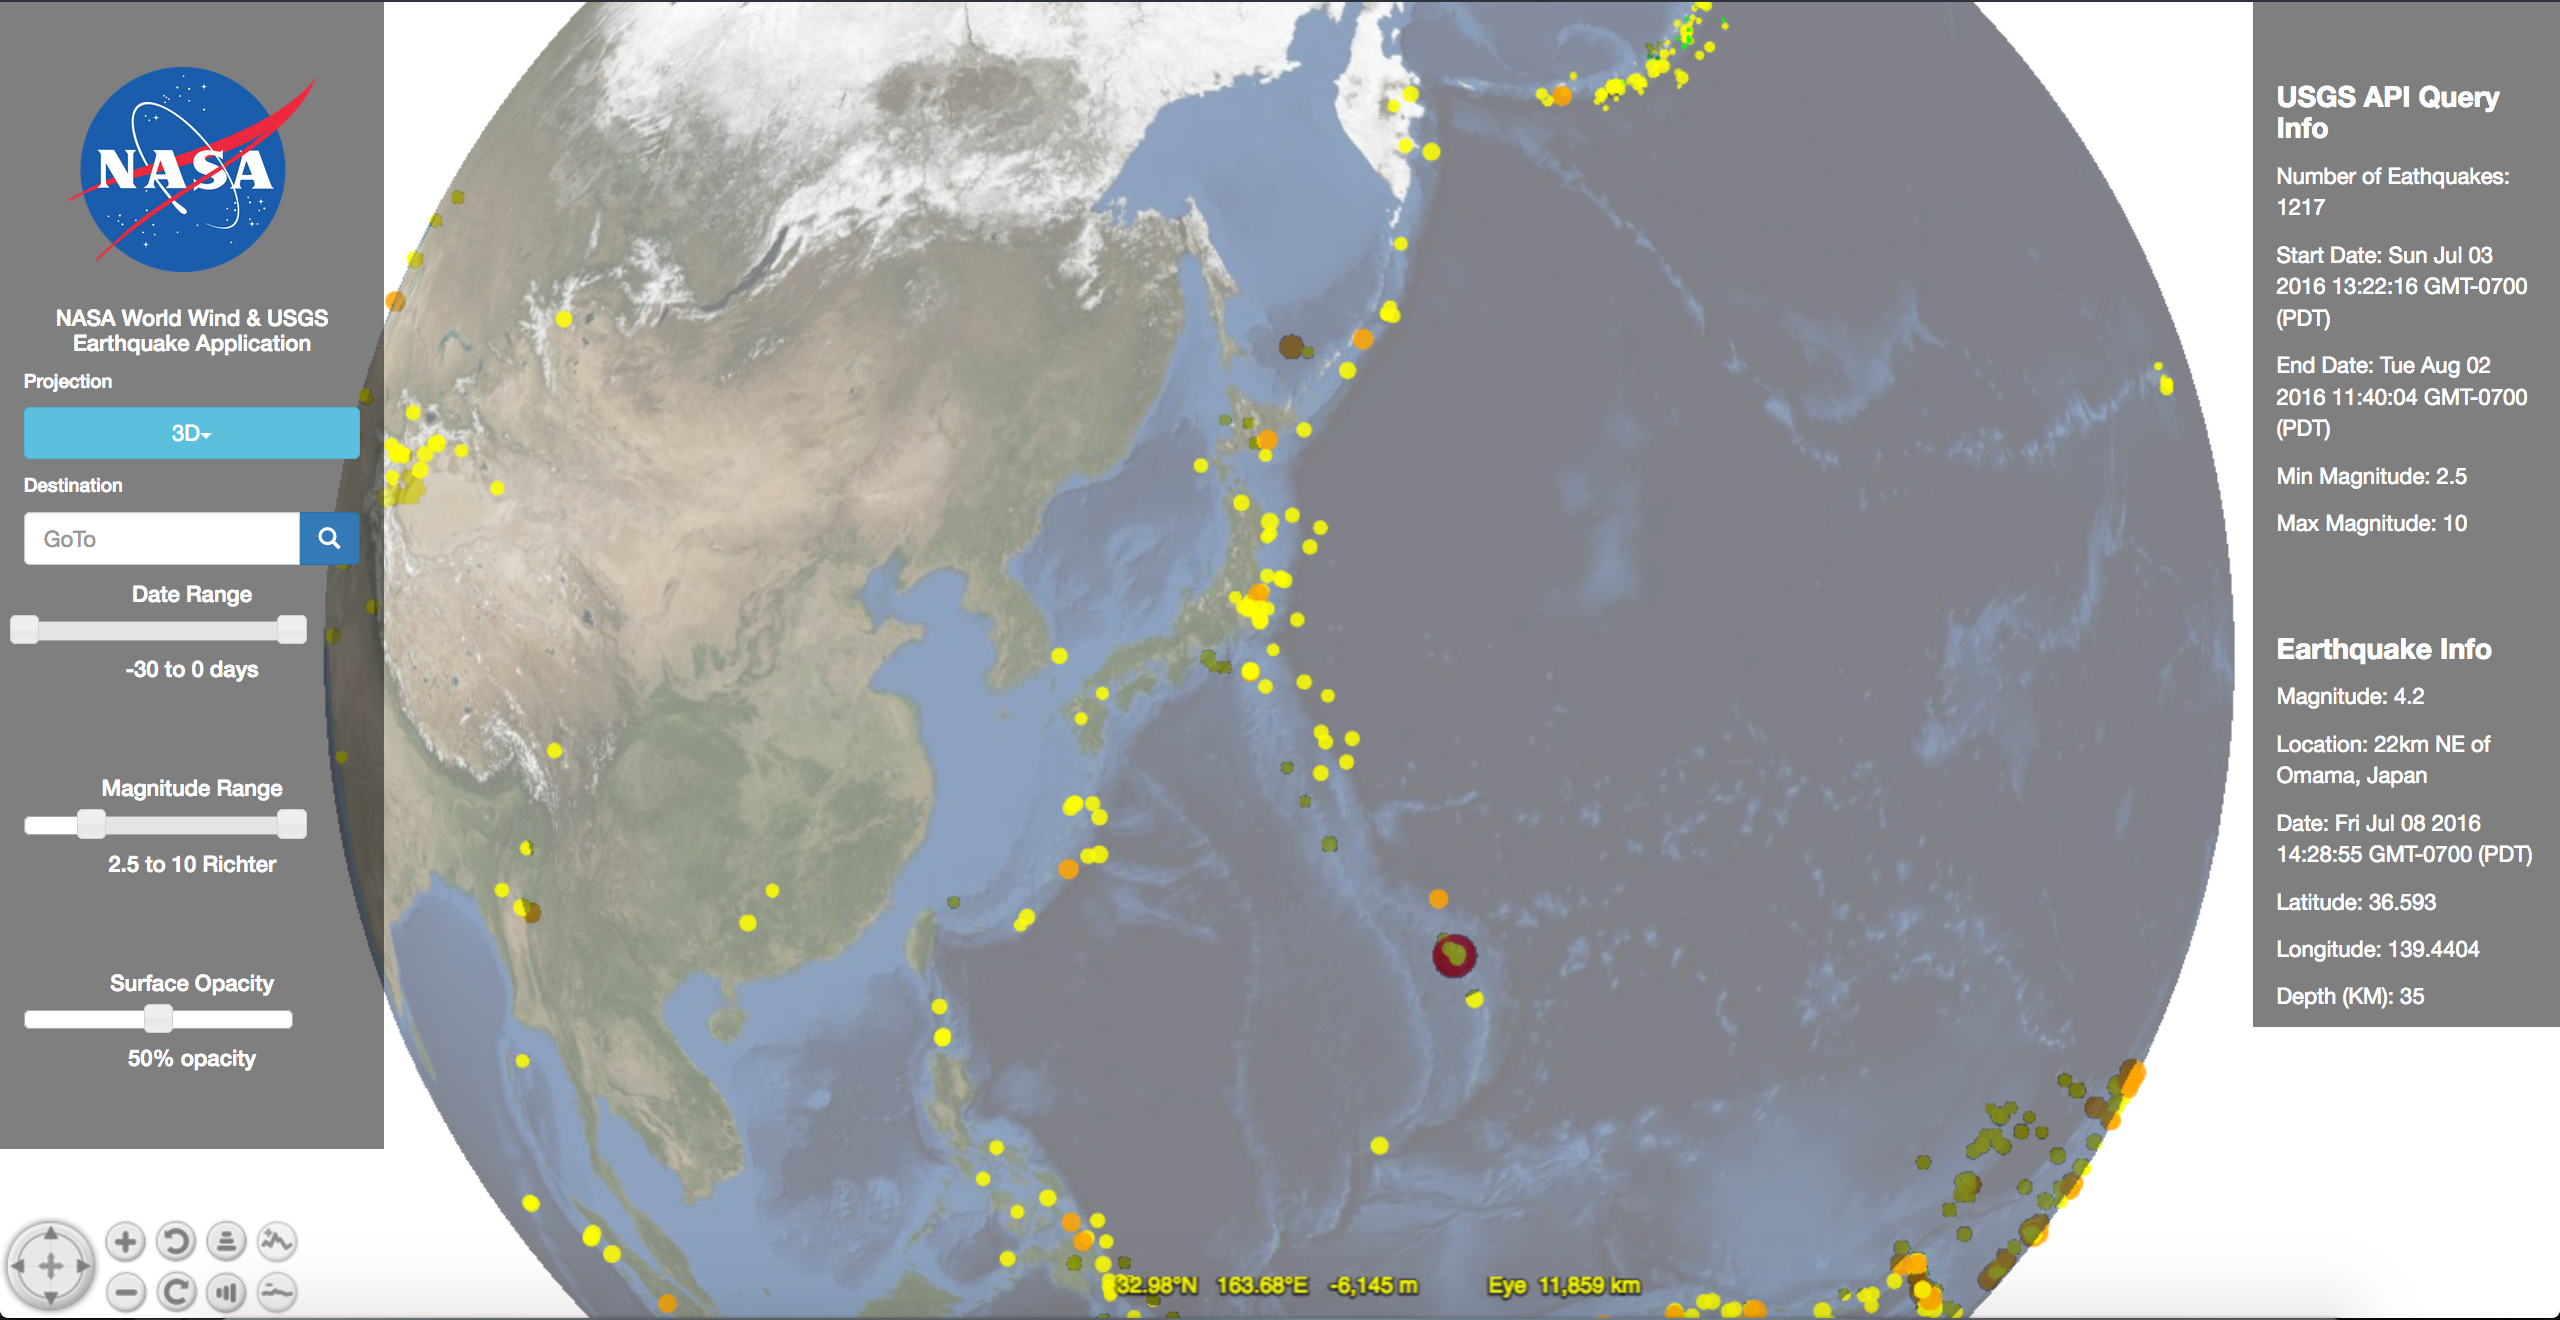 NASA
NASA World Wind & USGS
Earthquake Application
Projection
3D
Destination
GoTo
Date Range
-30 to 0 days
Magnitude Range
2.5 to 10 Richter
Surface Opacity
50% opacity
32.98°N 163.68°E -6,145 m Eye 11,859 km
USGS API Query
Info
Number of Eathquakes:
1217
Start Date: Sun Jul 03
2016 13:22:16 GMT-0700
(PDT)
End Date: Tue Aug 02
2016 11:40:04 GMT-0700
(PDT)
Min Magnitude: 2.5
Max Magnitude: 10
Earthquake Info
Magnitude: 4.2
Location: 22km NE of
Omama, Japan
Date: Fri Jul 08 2016
14:28:55 GMT-0700 (PDT)
Latitude: 36.593
Longitude: 139.4404
Depth (KM): 35